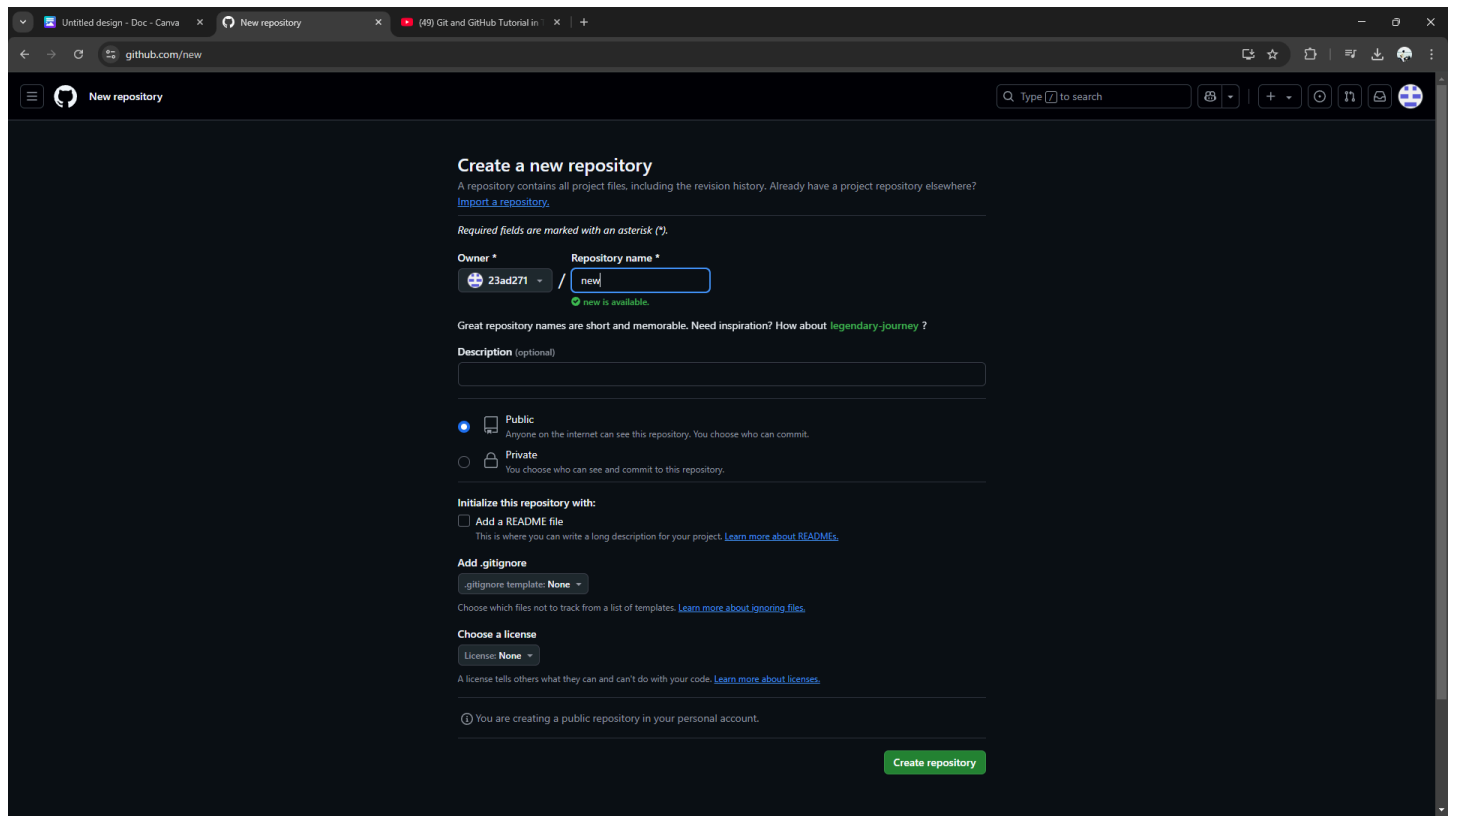 Untitled design - Doc - Canva
New repository
(49) Git and GitHub Tutorial in
github.com/new
New repository
Type / to search
Create a new repository
A repository contains all project files, including the revision history. Already have a project repository elsewhere?
Import a repository.
Required fields are marked with an asterisk (*).
Owner * Repository name *
23ad271 / new
new is available.
Great repository names are short and memorable. Need inspiration? How about legendary-journey ?
Description (optional)
Public
Anyone on the internet can see this repository. You choose who can commit.
Private
You choose who can see and commit to this repository.
Initialize this repository with:
Add a README file
This is where you can write a long description for your project. Learn more about READMEs.
Add .gitignore
.gitignore template: None
Choose which files not to track from a list of templates. Learn more about ignoring files.
Choose a license
License: None
A license tells others what they can and can't do with your code. Learn more about licenses.
You are creating a public repository in your personal account.
Create repository